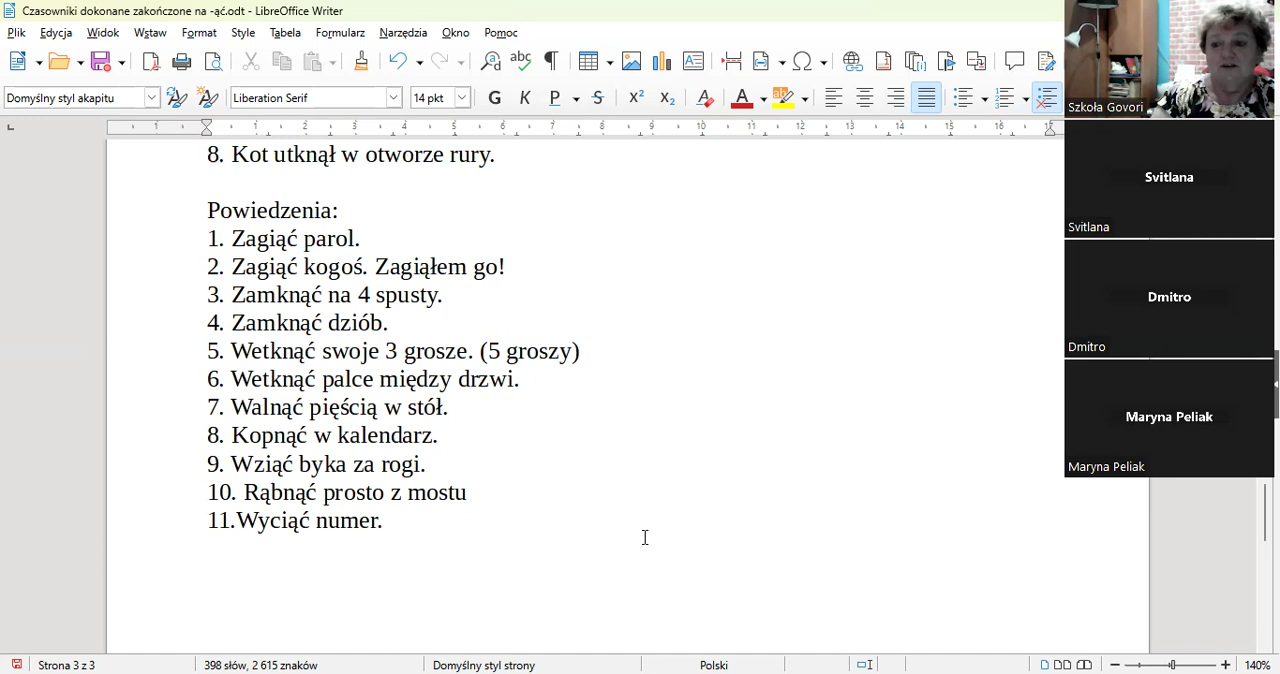 Czasowniki dokonane zakończone na -ąć.odt - LibreOffice Writer
Plik Edycja Widok Wstaw Format Style Tabela Formularz Narzędzia Okno Pomoc
Domyślny styl akapitu Liberation Serif 14 pkt
8. Kot utknął w otworze rury.
Powiedzenia:
1. Zagiąć parol.
2. Zagiąć kogoś. Zagiąłem go!
3. Zamknąć na 4 spusty.
4. Zamknąć dziób.
5. Wetknąć swoje 3 grosze. (5 groszy)
6. Wetknąć palce między drzwi.
7. Walnąć pięścią w stół.
8. Kopnąć w kalendarz.
9. Wziąć byka za rogi.
10. Rąbnąć prosto z mostu
11.Wyciąć numer.
Szkoła Govori
Svitlana
Svitlana
Dmitro
Dmitro
Maryna Peliak
Maryna Peliak
Strona 3 z 3 398 słów, 2 615 znaków Domyślny styl strony Polski 140%